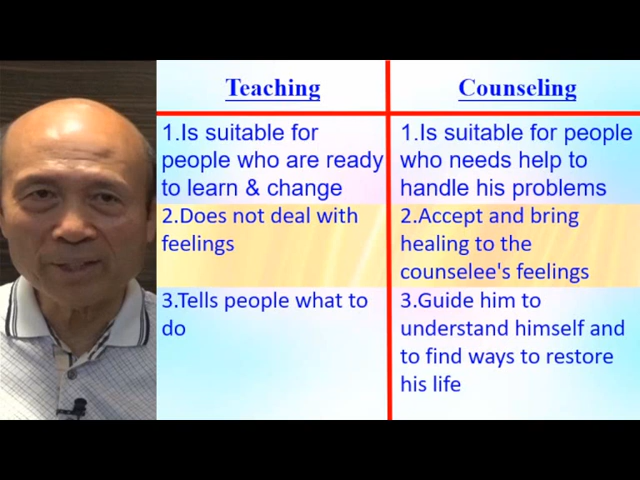 Teaching
Counseling
1.Is suitable for
people who are ready
to learn & change
1.Is suitable for people
who needs help to
handle his problems
2.Does not deal with
feelings
2.Accept and bring
healing to the
counselee's feelings
3.Tells people what to
do
3.Guide him to
understand himself and
to find ways to restore
his life